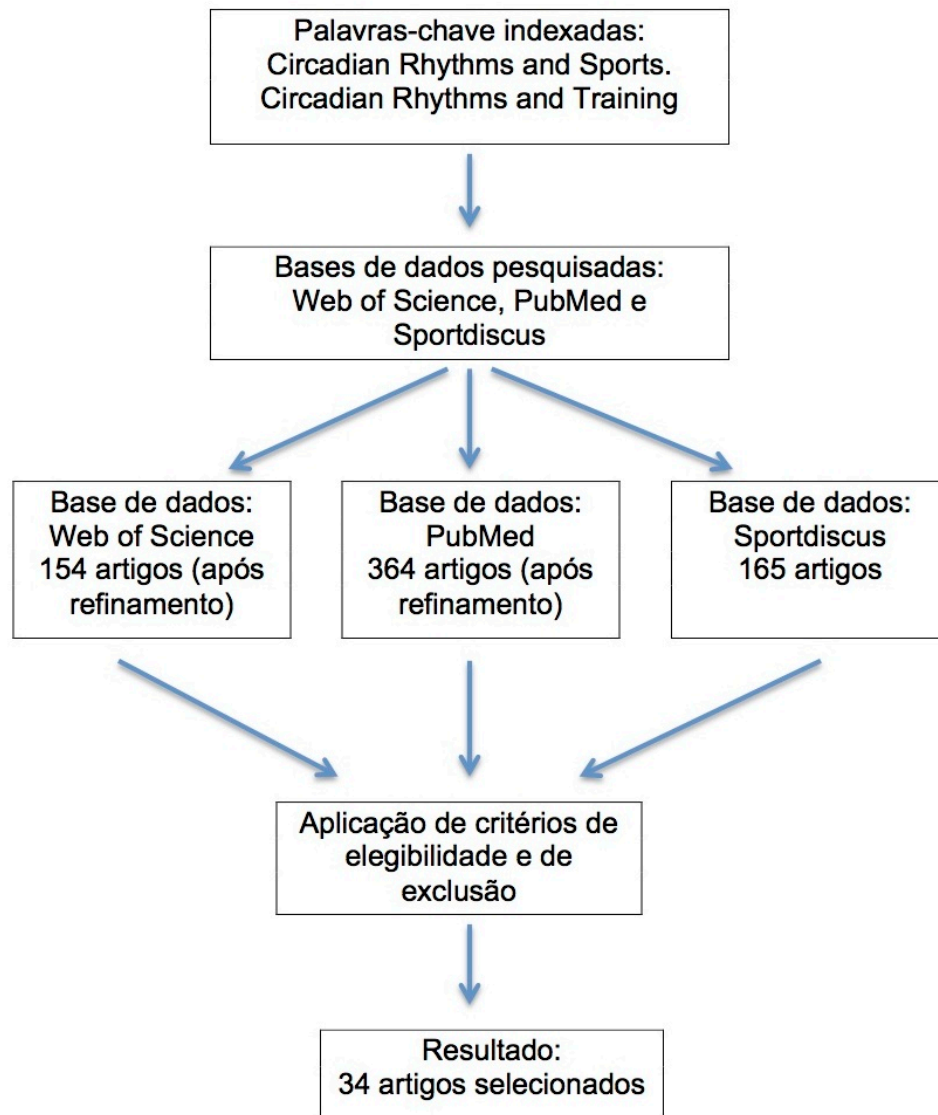 Palavras-chave indexadas:
Circadian Rhythms and Sports.
Circadian Rhythms and Training
Bases de dados pesquisadas:
Web of Science, PubMed e
Sportdiscus
Base de dados:
Web of Science
154 artigos (após
refinamento)
Base de dados:
PubMed
364 artigos (após
refinamento)
Base de dados:
Sportdiscus
165 artigos
Aplicação de critérios de
elegibilidade e de
exclusão
Resultado:
34 artigos selecionados